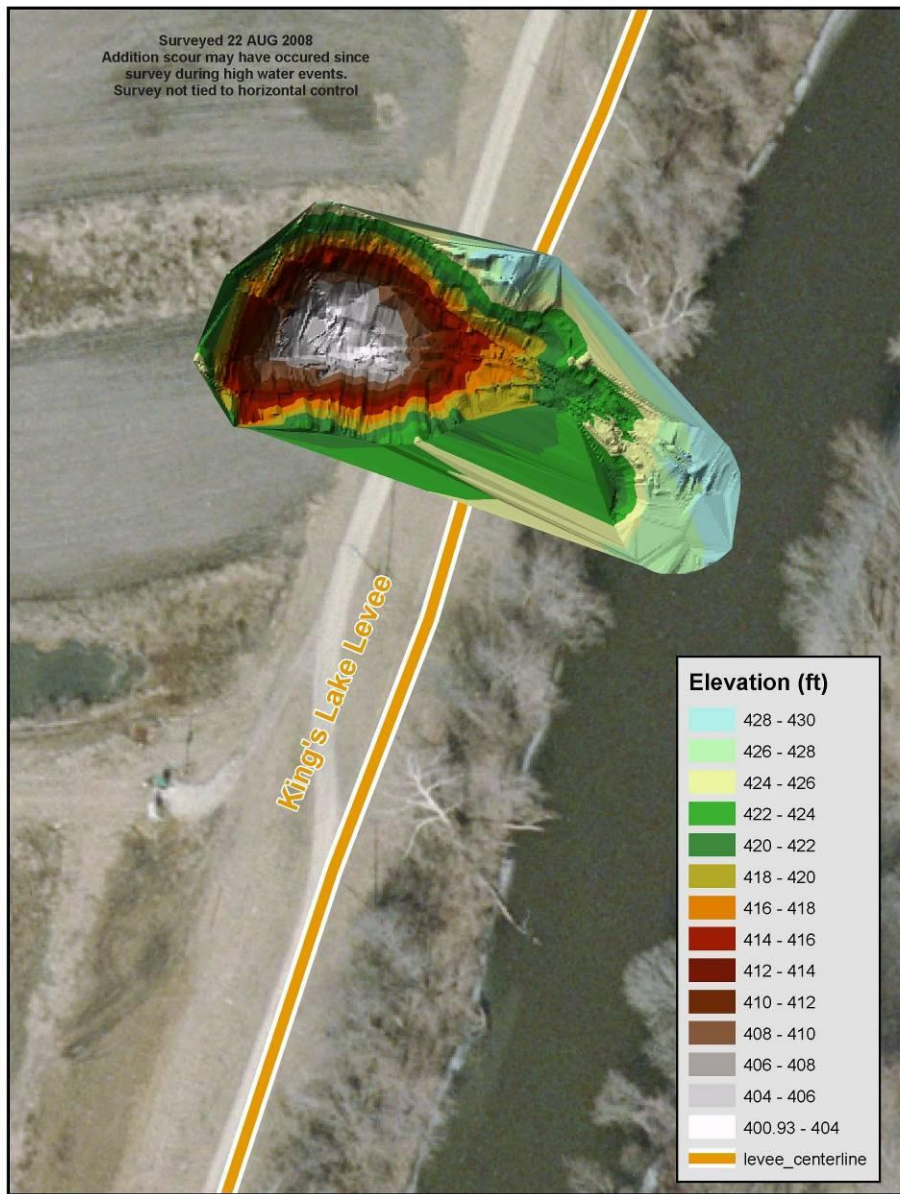 Surveyed 22 AUG 2008
Addition scour may have occured since
survey during high water events.
Survey not tied to horizontal control
King's Lake Levee
Elevation (ft)
428 - 430
426 - 428
424 - 426
422 - 424
420 - 422
418 - 420
416 - 418
414 - 416
412 - 414
410 - 412
408 - 410
406 - 408
404 - 406
400.93 - 404
levee_centerline